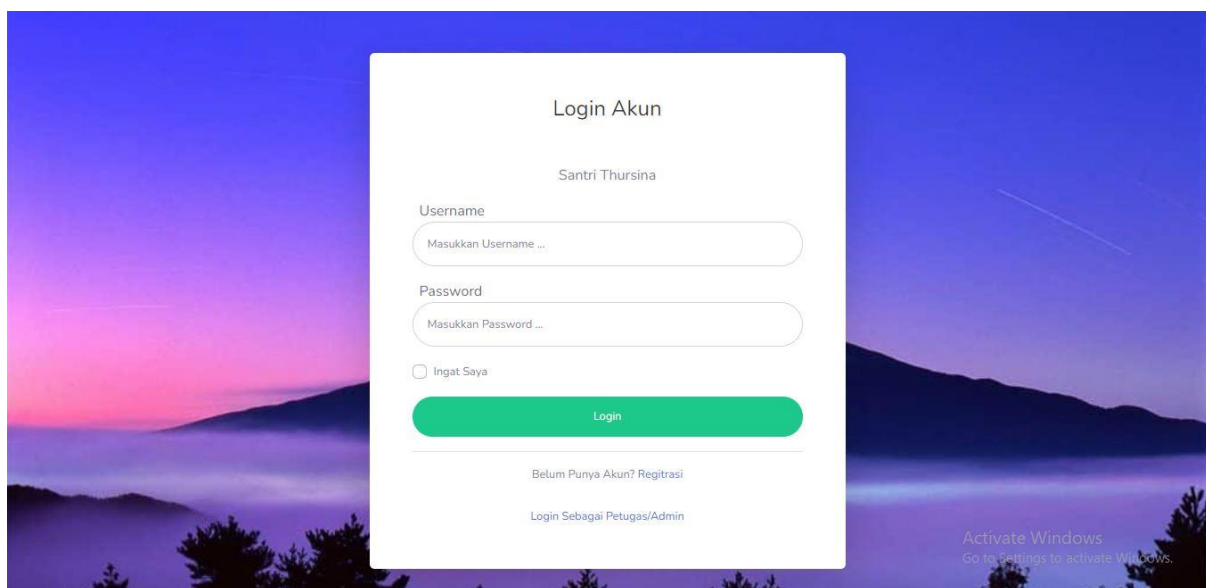 Login Akun
Santri Thursina
Username
Masukkan Username ...
Password
Masukkan Password ...
Ingat Saya
Login
Belum Punya Akun? Regitrasi
Login Sebagai Petugas/Admin
Activate Windows
Go to Settings to activate Windows.